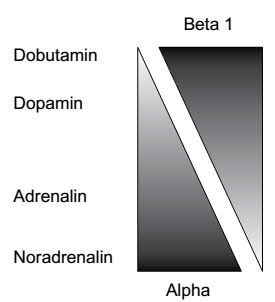 Beta 1
Dobutamin
Dopamin
Adrenalin
Noradrenalin
Alpha